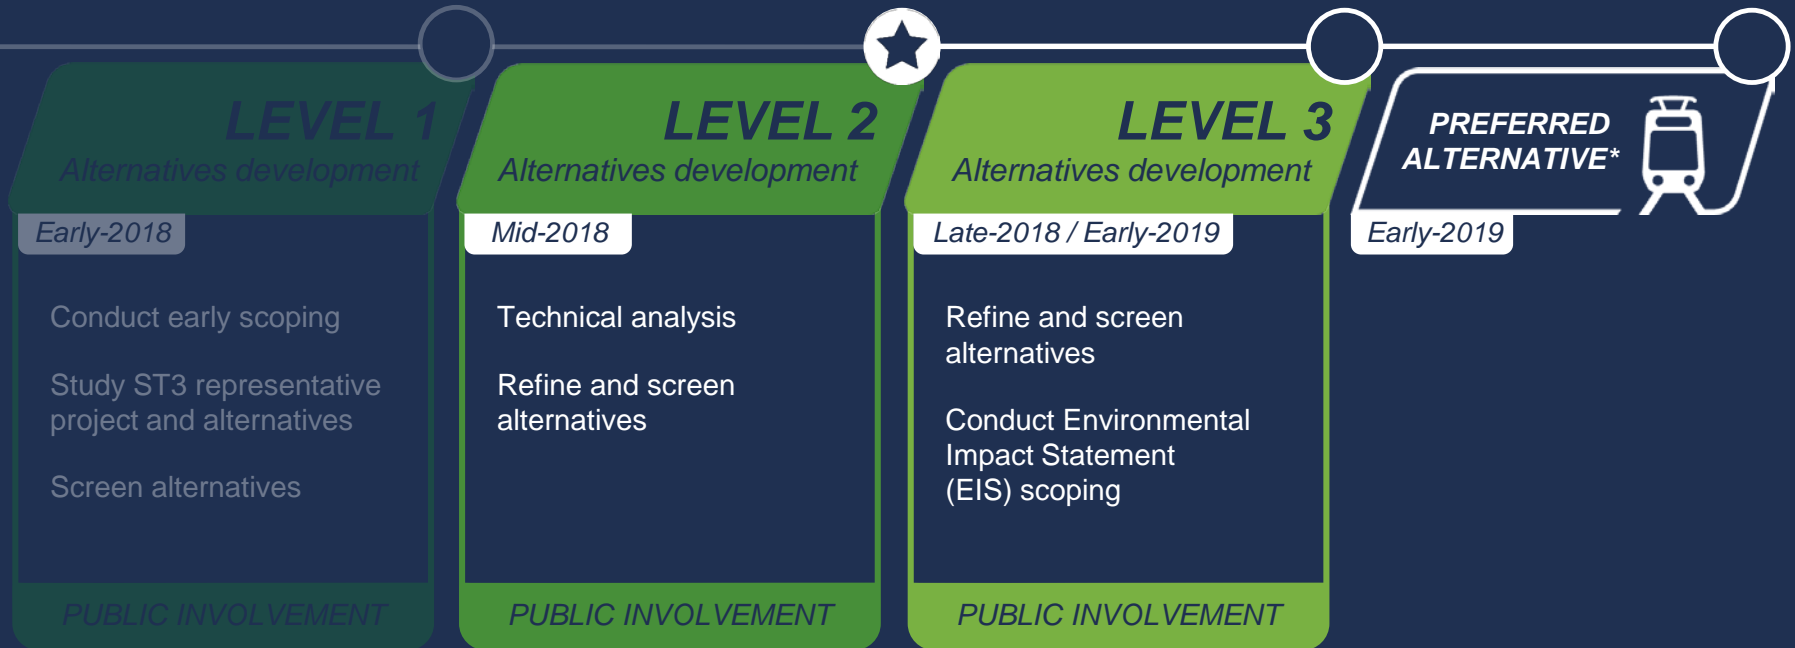 LEVEL 1
Alternatives development
Early-2018
Conduct early scoping
Study ST3 representative
project and alternatives
Screen alternatives
PUBLIC INVOLVEMENT
LEVEL 2
Alternatives development
Mid-2018
Technical analysis
Refine and screen
alternatives
PUBLIC INVOLVEMENT
LEVEL 3
Alternatives development
Late-2018 / Early-2019
Refine and screen
alternatives
Conduct Environmental
Impact Statement
(EIS) scoping
PUBLIC INVOLVEMENT
PREFERRED
ALTERNATIVE*
Early-2019